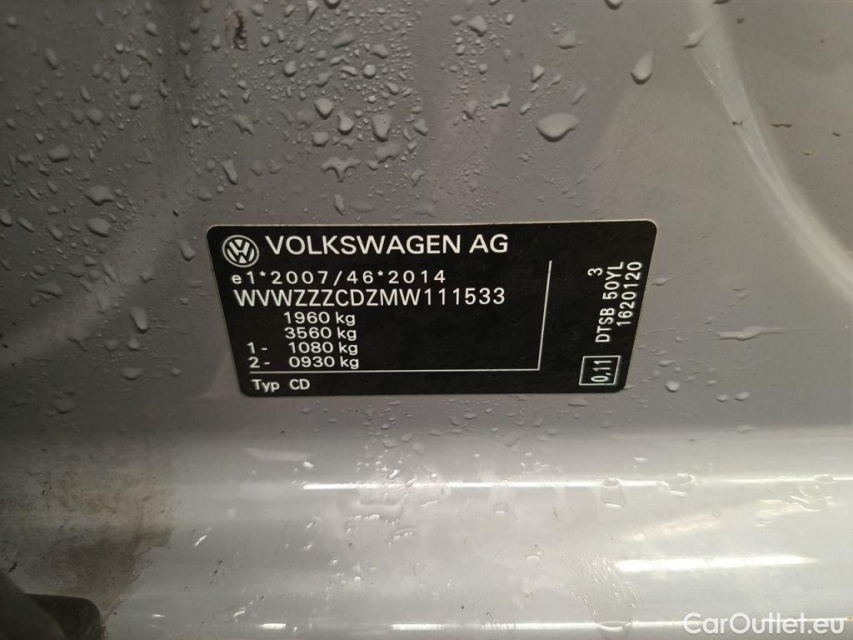 VOLKSWAGEN AG
e1*2007/46*2014
WVWZZZCDZMW111533
1960 kg
3560 kg
1- 1080 kg
2- 0930 kg
Typ CD
3
DTSB 50YL
1620120
0,11
CarOutlet.eu